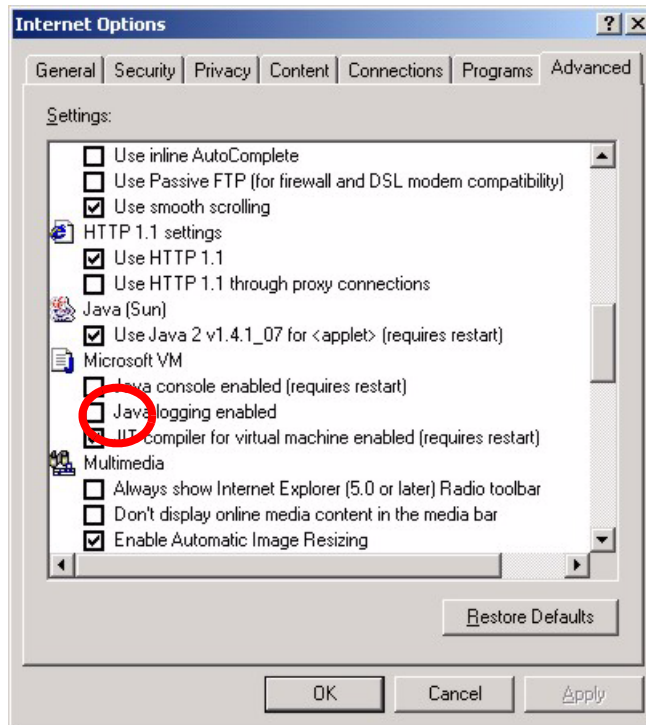 Internet Options
General Security Privacy Content Connections Programs Advanced
Settings:
Use inline AutoComplete
Use Passive FTP (for firewall and DSL modem compatibility)
Use smooth scrolling
HTTP 1.1 settings
Use HTTP 1.1
Use HTTP 1.1 through proxy connections
Java (Sun)
Use Java 2 v1.4.1_07 for <applet> (requires restart)
Microsoft VM
Java console enabled (requires restart)
Java logging enabled
JIT compiler for virtual machine enabled (requires restart)
Multimedia
Always show Internet Explorer (5.0 or later) Radio toolbar
Don't display online media content in the media bar
Enable Automatic Image Resizing
Restore Defaults
OK Cancel Apply